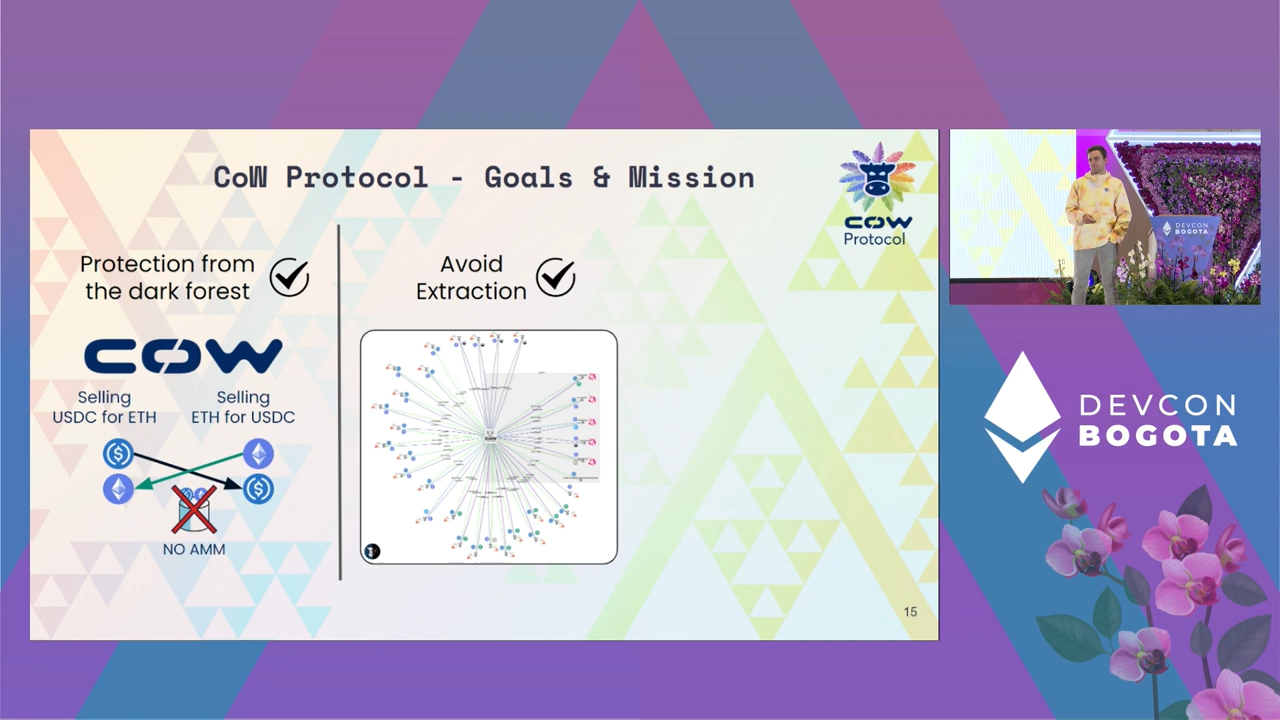 CoW Protocol - Goals & Mission
COW
Protocol
Protection from
the dark forest
Avoid
Extraction
COW
Selling
USDC for ETH
Selling
ETH for USDC
NO AMM
COW
15
DEVCON
BOGOTA
DEVCON
BOGOTA